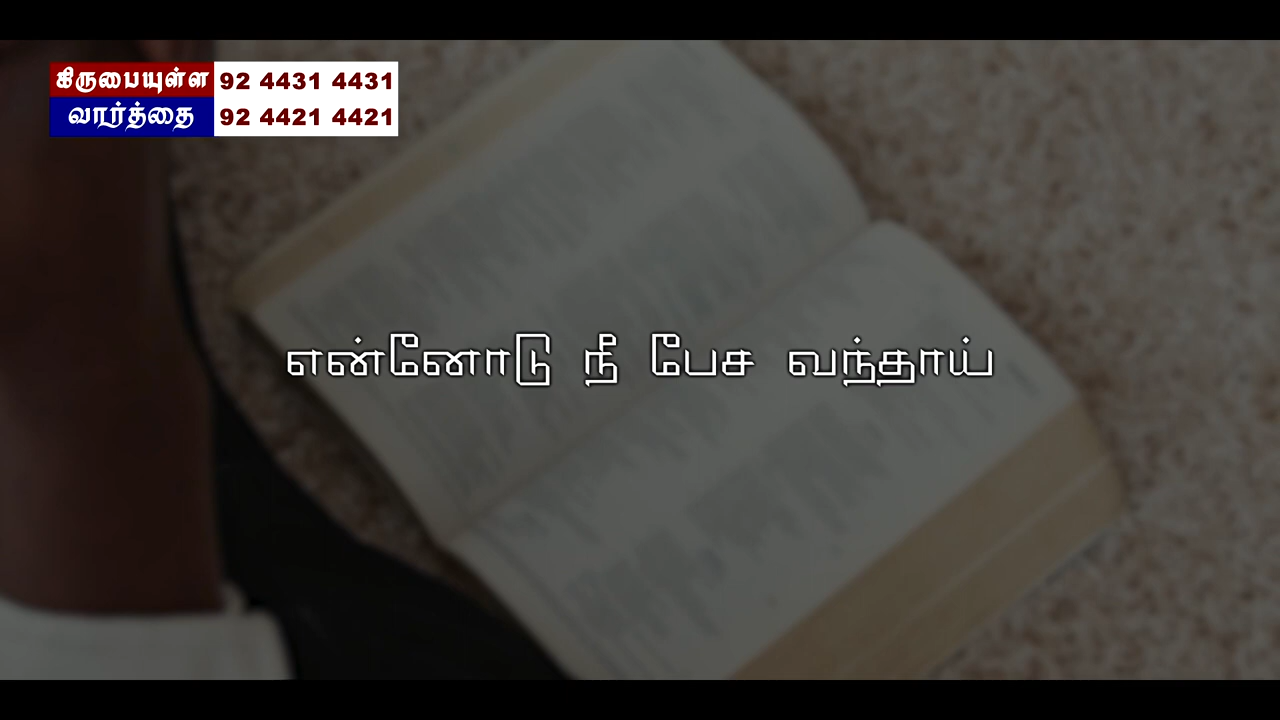 கிருபையுள்ள 92 4431 4431
வார்த்தை 92 4421 4421
என்னோடு நீ பேச வந்தாய்